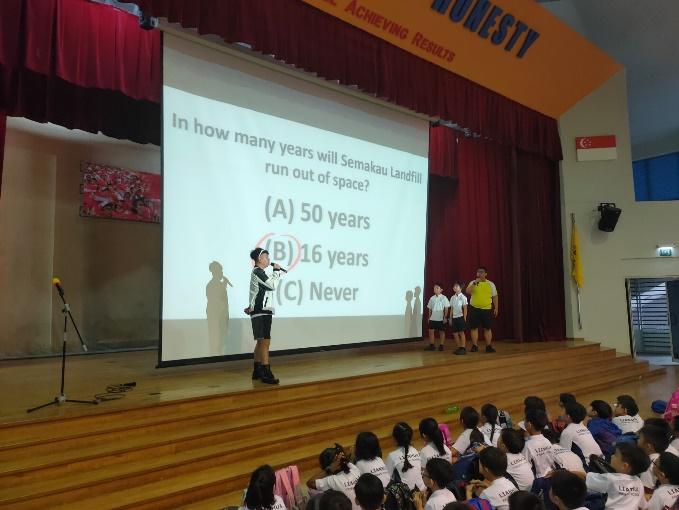 HONESTY
ACHIEVING RESULTS
In how many years will Semakau Landfill
run out of space?
(A) 50 years
(B) 16 years
(C) Never